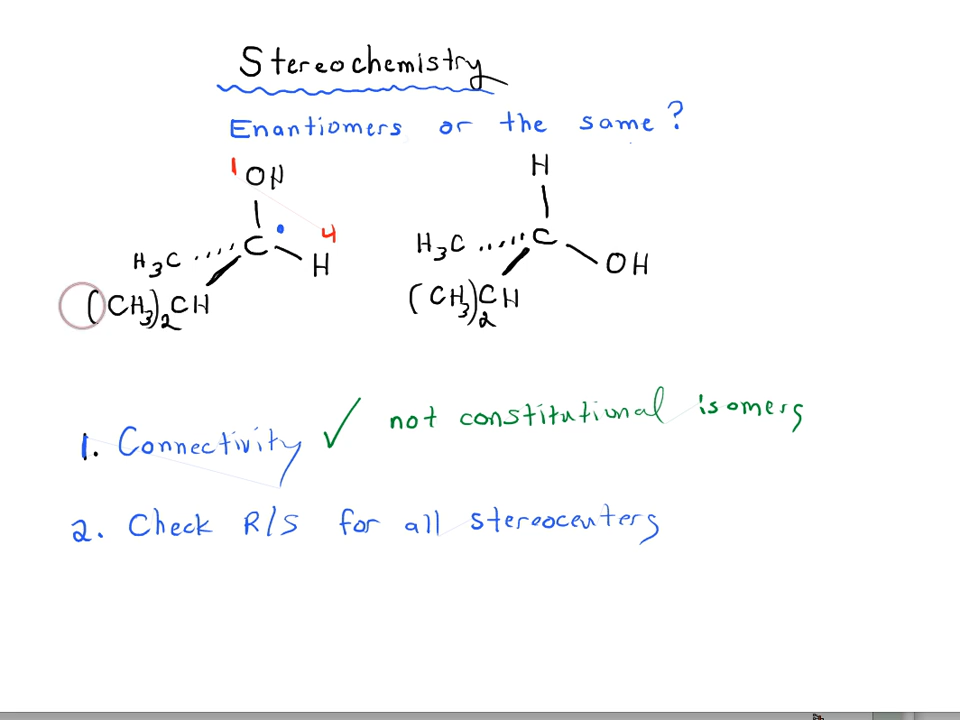 Stereochemistry
Enantiomers or the same?
1 OH H
C 4 H3C C
H3C H OH
(CH3)2CH (CH3)2CH
1. Connectivity ✓ not constitutional isomers
2. Check R/S for all stereocenters